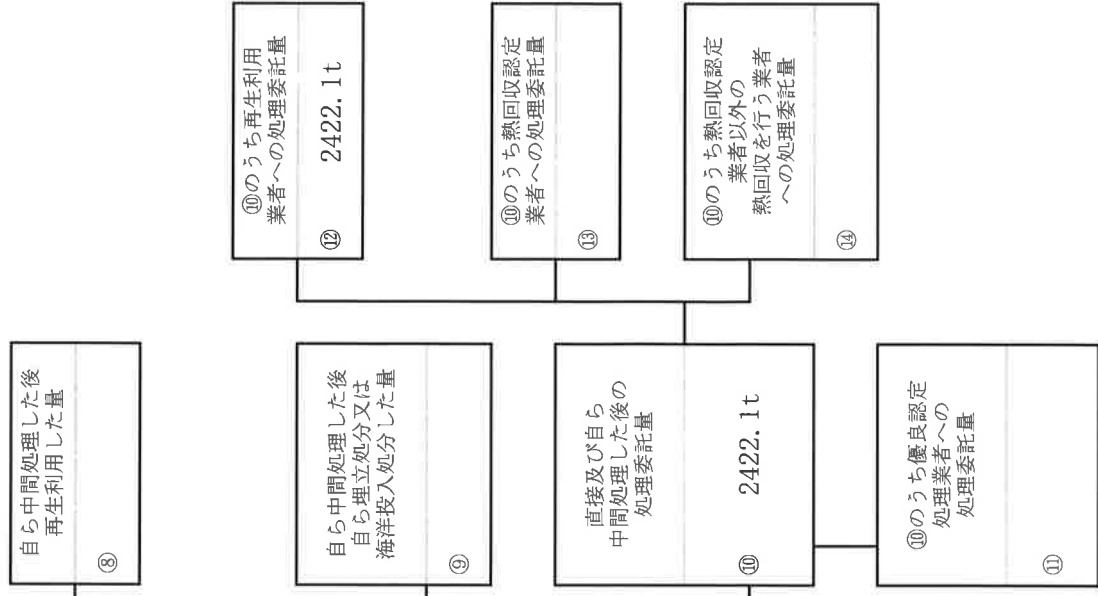 自ら中間処理した後
再生利用した量
⑧
自ら中間処理した後
自ら埋立処分又は
海洋投入処分した量
⑨
直接及び自ら
中間処理した後の
処理委託量
⑩ 2422.1t
⑩のうち優良認定
処理業者への
処理委託量
⑪
⑩のうち再生利用
業者への処理委託量
⑫ 2422.1t
⑩のうち熱回収認定
業者への処理委託量
⑬
⑩のうち熱回収認定
業者以外の
熱回収を行う業者
への処理委託量
⑭